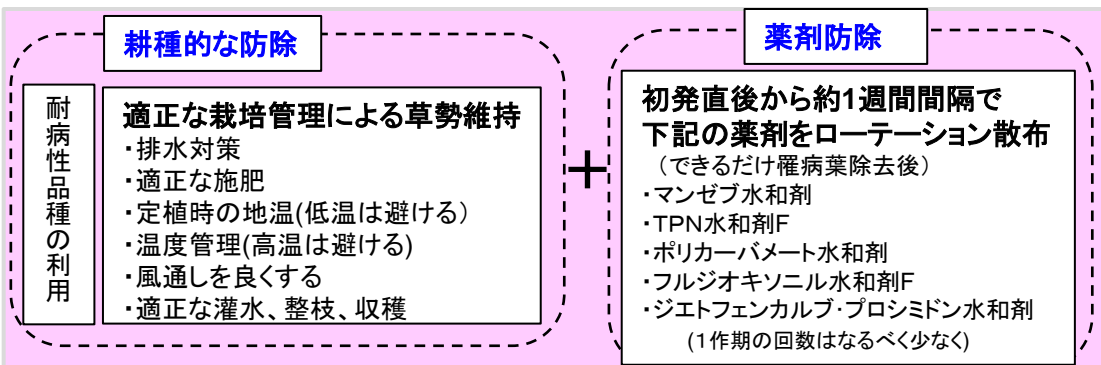 耕種的な防除
耐病性品種の利用
適正な栽培管理による草勢維持
・排水対策
・適正な施肥
・定植時の地温(低温は避ける)
・温度管理(高温は避ける)
・風通しを良くする
・適正な灌水、整枝、収穫
+
薬剤防除
初発直後から約1週間間隔で
下記の薬剤をローテーション散布
(できるだけ罹病葉除去後)
・マンゼブ水和剤
・TPN水和剤F
・ポリカーバメート水和剤
・フルジオキソニル水和剤F
・ジエトフェンカルブ・プロシミドン水和剤
(1作期の回数はなるべく少なく)